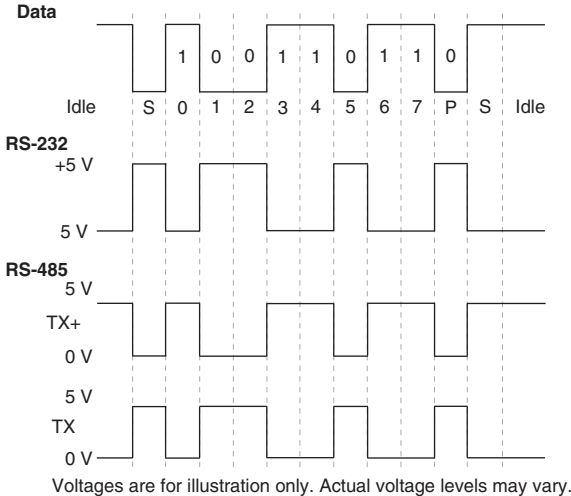 Data
1 0 0 1 1 0 1 1 0
Idle S 0 1 2 3 4 5 6 7 P S Idle
RS-232
+5 V
5 V
RS-485
5 V
TX+
0 V
5 V
TX
0 V
Voltages are for illustration only. Actual voltage levels may vary.